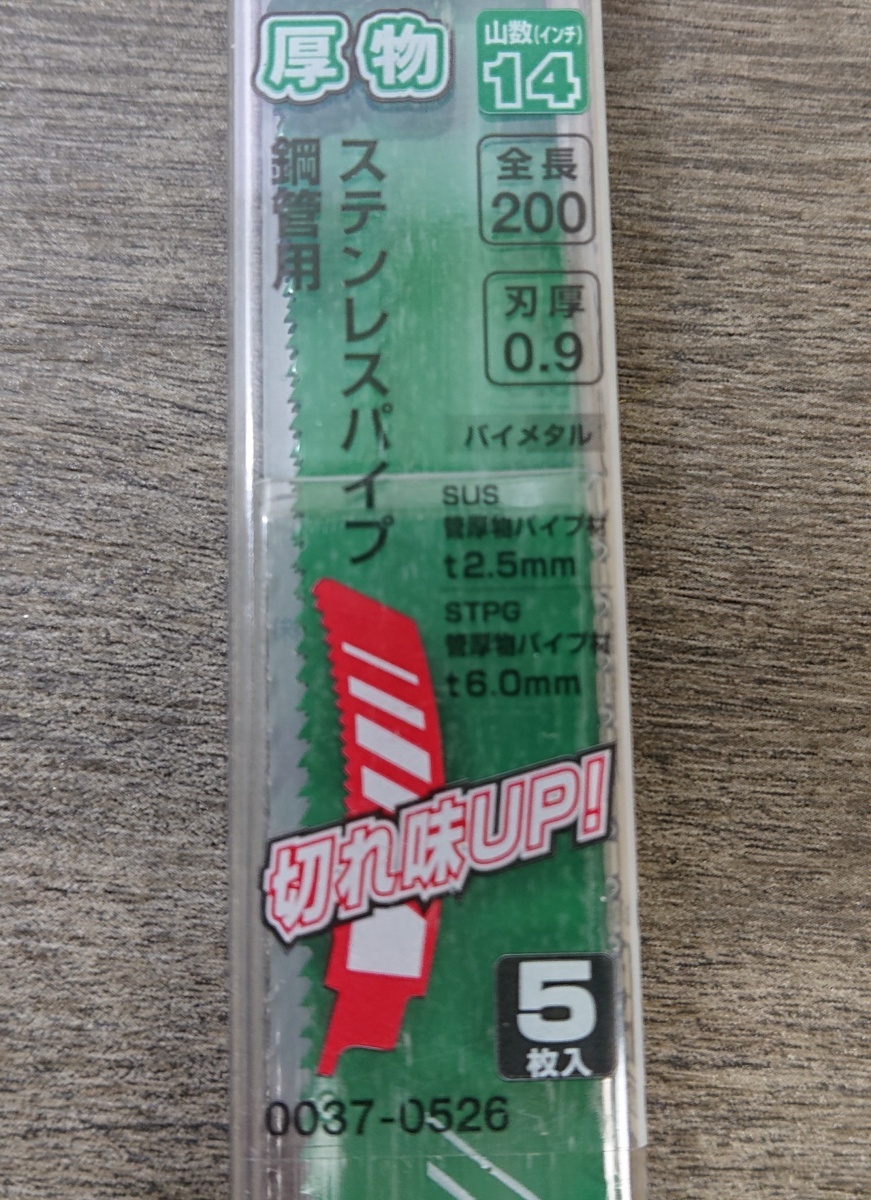 厚物
山数(インチ)
14
ステンレスパイプ
鋼管用
全長
200
刃厚
0.9
バイメタル
SUS
管厚物パイプ材
t2.5mm
STPG
管厚物パイプ材
t6.0mm
切れ味UP!
5
枚入
0037-0526